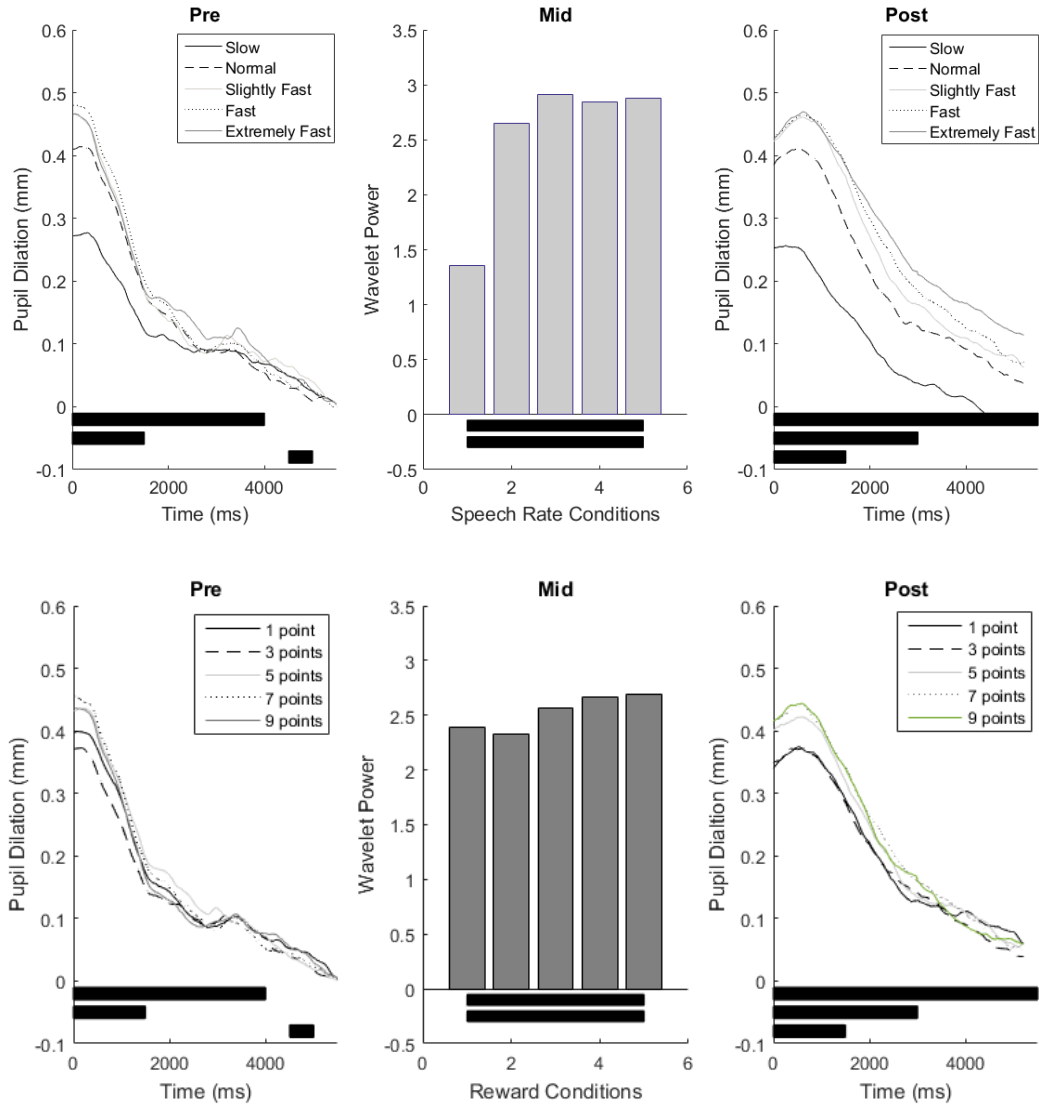 Pre
0.6
0.5
0.4
0.3
0.2
0.1
0
-0.1
Pupil Dilation (mm)
Slow
Normal
Slightly Fast
Fast
Extremely Fast
0 2000 4000
Time (ms)
Mid
3.5
3
2.5
2
1.5
1
0.5
0
-0.5
Wavelet Power
0 2 4 6
Speech Rate Conditions
Post
0.6
0.5
0.4
0.3
0.2
0.1
0
-0.1
Pupil Dilation (mm)
Slow
Normal
Slightly Fast
Fast
Extremely Fast
0 2000 4000
Time (ms)
Pre
0.6
0.5
0.4
0.3
0.2
0.1
0
-0.1
Pupil Dilation (mm)
1 point
3 points
5 points
7 points
9 points
0 2000 4000
Time (ms)
Mid
3.5
3
2.5
2
1.5
1
0.5
0
-0.5
Wavelet Power
0 2 4 6
Reward Conditions
Post
0.6
0.5
0.4
0.3
0.2
0.1
0
-0.1
Pupil Dialtion (mm)
1 point
3 points
5 points
7 points
9 points
0 2000 4000
Time (ms)